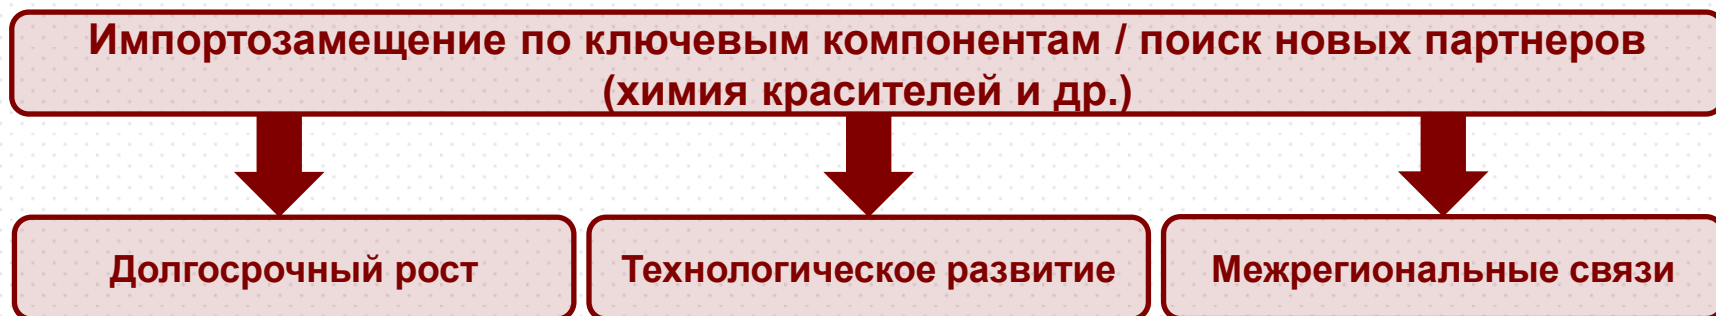 Импортозамещение по ключевым компонентам / поиск новых партнеров
(химия красителей и др.)
Долгосрочный рост
Технологическое развитие
Межрегиональные связи